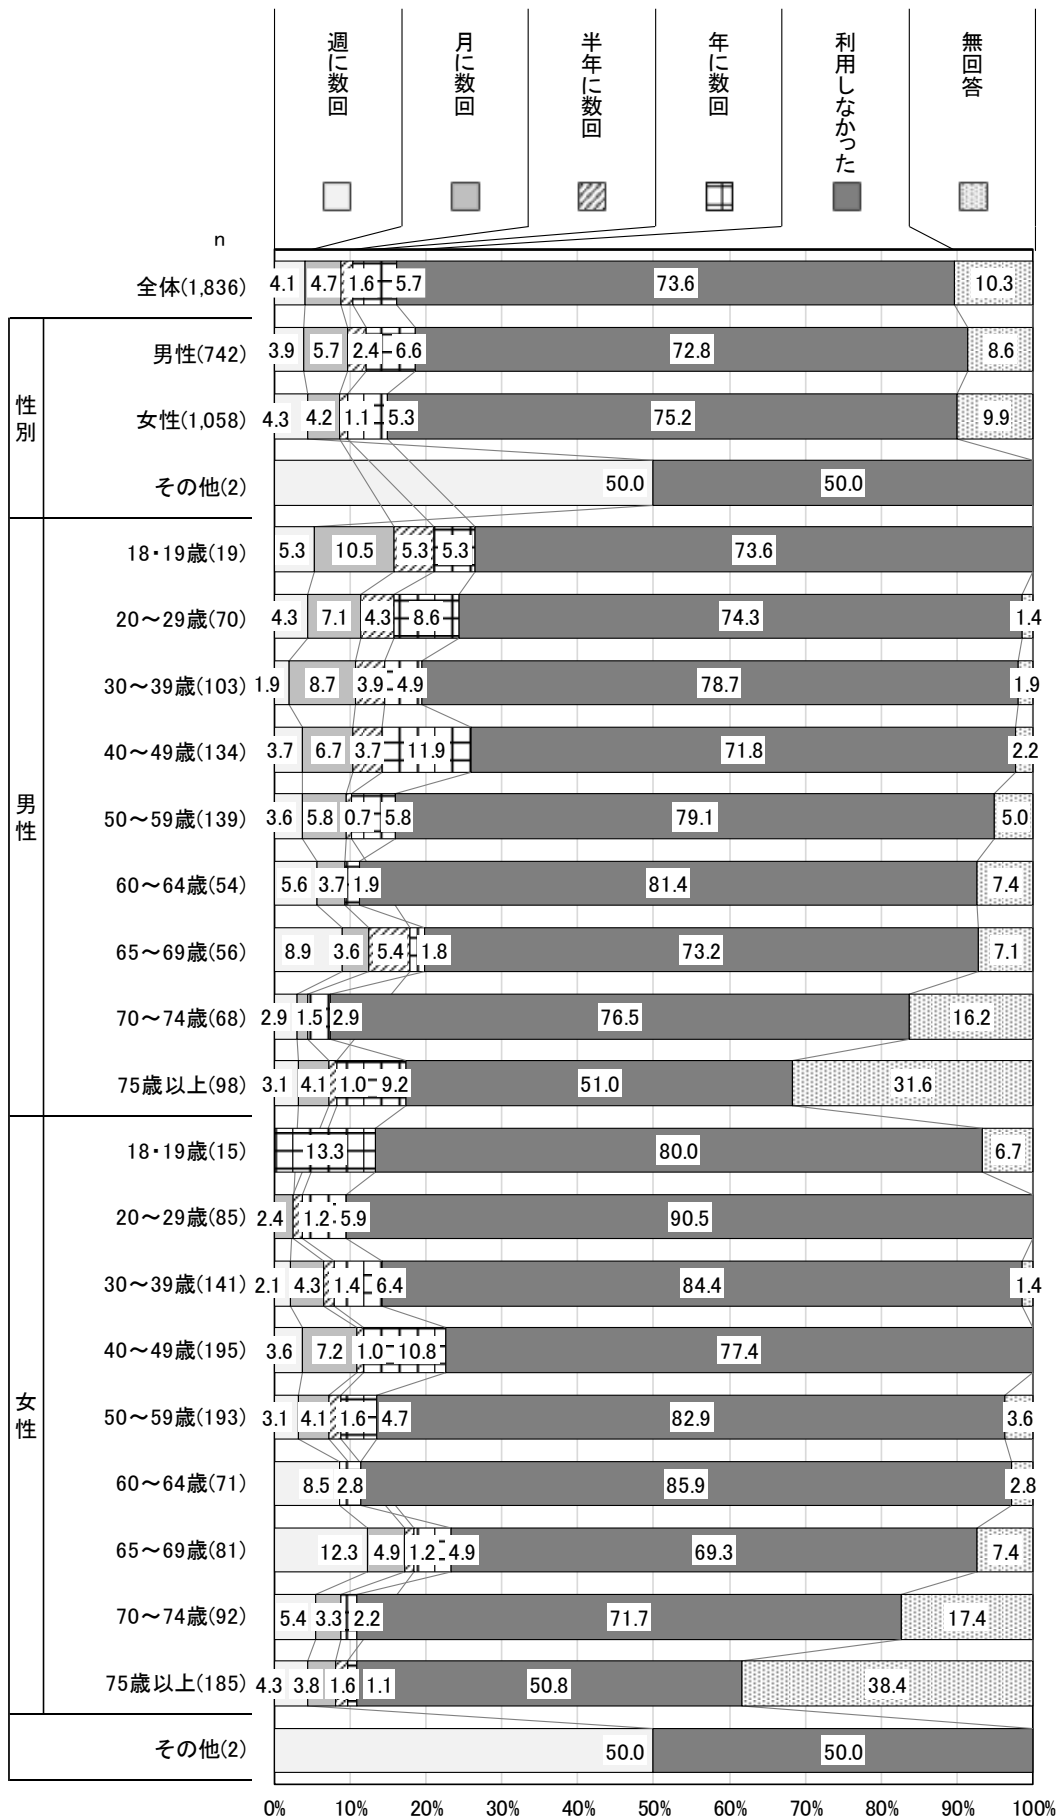 週に数回
月に数回
半年に数回
年に数回
利用しなかった
無回答
n
全体(1,836) 4.1 4.7 1.6 5.7 73.6 10.3
性別
男性(742) 3.9 5.7 2.4 6.6 72.8 8.6
女性(1,058) 4.3 4.2 1.1 5.3 75.2 9.9
その他(2) 50.0 50.0
男性
18・19歳(19) 5.3 10.5 5.3 5.3 73.6
20～29歳(70) 4.3 7.1 4.3 8.6 74.3 1.4
30～39歳(103) 1.9 8.7 3.9 4.9 78.7 1.9
40～49歳(134) 3.7 6.7 3.7 11.9 71.8 2.2
50～59歳(139) 3.6 5.8 0.7 5.8 79.1 5.0
60～64歳(54) 5.6 3.7 1.9 81.4 7.4
65～69歳(56) 8.9 3.6 5.4 1.8 73.2 7.1
70～74歳(68) 2.9 1.5 2.9 76.5 16.2
75歳以上(98) 3.1 4.1 1.0 9.2 51.0 31.6
女性
18・19歳(15) 13.3 80.0 6.7
20～29歳(85) 2.4 1.2 5.9 90.5
30～39歳(141) 2.1 4.3 1.4 6.4 84.4 1.4
40～49歳(195) 3.6 7.2 1.0 10.8 77.4
50～59歳(193) 3.1 4.1 1.6 4.7 82.9 3.6
60～64歳(71) 8.5 2.8 85.9 2.8
65～69歳(81) 12.3 4.9 1.2 4.9 69.3 7.4
70～74歳(92) 5.4 3.3 2.2 71.7 17.4
75歳以上(185) 4.3 3.8 1.6 1.1 50.8 38.4
その他(2) 50.0 50.0
0% 10% 20% 30% 40% 50% 60% 70% 80% 90% 100%